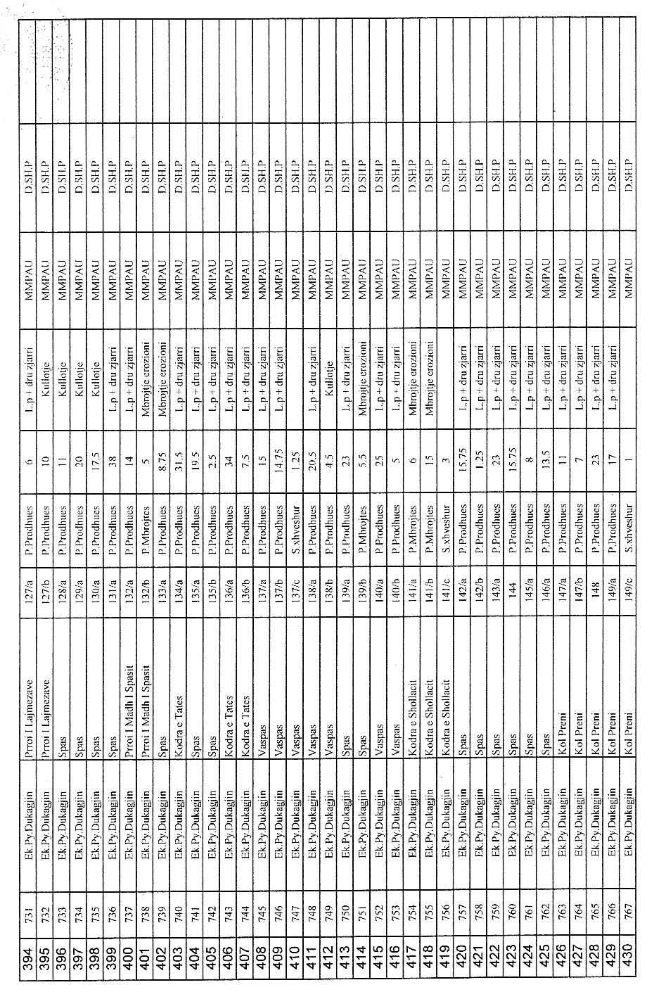 394 731 Ek.Py.Dukagjin Prroi I Lajmezave 127/a P.Prodhues 6 L.p + dru zjarri MMPAU D.SH.P
395 732 Ek.Py.Dukagjin Prroi I Lajmezave 127/b P.Prodhues 10 Kullotje MMPAU D.SH.P
396 733 Ek.Py.Dukagjin Spas 128/a P.Prodhues 11 Kullotje MMPAU D.SH.P
397 734 Ek.Py.Dukagjin Spas 129/a P.Prodhues 20 Kullotje MMPAU D.SH.P
398 735 Ek.Py.Dukagjin Spas 130/a P.Prodhues 17.5 Kullotje MMPAU D.SH.P
399 736 Ek.Py.Dukagjin Spas 131/a P.Prodhues 38 L.p + dru zjarri MMPAU D.SH.P
400 737 Ek.Py.Dukagjin Prroi I Madh I Spasit 132/a P.Prodhues 14 L.p + dru zjarri MMPAU D.SH.P
401 738 Ek.Py.Dukagjin Prroi I Madh I Spasit 132/b P.Mbrojtes 5 Mbrojtje erozioni MMPAU D.SH.P
402 739 Ek.Py.Dukagjin Spas 133/a P.Prodhues 8.75 Mbrojtje erozioni MMPAU D.SH.P
403 740 Ek.Py.Dukagjin Kodra e Tates 134/a P.Prodhues 31.5 L.p + dru zjarri MMPAU D.SH.P
404 741 Ek.Py.Dukagjin Spas 135/a P.Prodhues 19.5 L.p + dru zjarri MMPAU D.SH.P
405 742 Ek.Py.Dukagjin Spas 135/b P.Prodhues 2.5 L.p + dru zjarri MMPAU D.SH.P
406 743 Ek.Py.Dukagjin Kodra e Tates 136/a P.Prodhues 34 L.p + dru zjarri MMPAU D.SH.P
407 744 Ek.Py.Dukagjin Kodra e Tates 136/b P.Prodhues 7.5 L.p + dru zjarri MMPAU D.SH.P
408 745 Ek.Py.Dukagjin Vaspas 137/a P.Prodhues 15 L.p + dru zjarri MMPAU D.SH.P
409 746 Ek.Py.Dukagjin Vaspas 137/b P.Prodhues 14.75 L.p + dru zjarri MMPAU D.SH.P
410 747 Ek.Py.Dukagjin Vaspas 137/c S.xhveshur 1.25 MMPAU D.SH.P
411 748 Ek.Py.Dukagjin Vaspas 138/a P.Prodhues 20.5 L.p + dru zjarri MMPAU D.SH.P
412 749 Ek.Py.Dukagjin Vaspas 138/b P.Prodhues 4.5 Kullotje MMPAU D.SH.P
413 750 Ek.Py.Dukagjin Spas 139/a P.Prodhues 23 L.p + dru zjarri MMPAU D.SH.P
414 751 Ek.Py.Dukagjin Spas 139/b P.Mbrojtes 5.5 Mbrojtje erozioni MMPAU D.SH.P
415 752 Ek.Py.Dukagjin Vaspas 140/a P.Prodhues 25 L.p + dru zjarri MMPAU D.SH.P
416 753 Ek.Py.Dukagjin Vaspas 140/b P.Prodhues 5 L.p + dru zjarri MMPAU D.SH.P
417 754 Ek.Py.Dukagjin Kodra e Shollacit 141/a P.Mbrojtes 6 Mbrojtje erozioni MMPAU D.SH.P
418 755 Ek.Py.Dukagjin Kodra e Shollacit 141/b P.Mbrojtes 15 Mbrojtje erozioni MMPAU D.SH.P
419 756 Ek.Py.Dukagjin Kodra e Shollacit 141/c S.xhveshur 3 MMPAU D.SH.P
420 757 Ek.Py.Dukagjin Spas 142/a P.Prodhues 15.75 L.p + dru zjarri MMPAU D.SH.P
421 758 Ek.Py.Dukagjin Spas 142/b P.Prodhues 1.25 L.p + dru zjarri MMPAU D.SH.P
422 759 Ek.Py.Dukagjin Spas 143/a P.Prodhues 23 L.p + dru zjarri MMPAU D.SH.P
423 760 Ek.Py.Dukagjin Spas 144 P.Prodhues 15.75 L.p + dru zjarri MMPAU D.SH.P
424 761 Ek.Py.Dukagjin Spas 145/a P.Prodhues 8 L.p + dru zjarri MMPAU D.SH.P
425 762 Ek.Py.Dukagjin Spas 146/a P.Prodhues 13.5 L.p + dru zjarri MMPAU D.SH.P
426 763 Ek.Py.Dukagjin Kol Preni 147/a P.Prodhues 11 L.p + dru zjarri MMPAU D.SH.P
427 764 Ek.Py.Dukagjin Kol Preni 147/b P.Prodhues 7 L.p + dru zjarri MMPAU D.SH.P
428 765 Ek.Py.Dukagjin Kol Preni 148 P.Prodhues 23 L.p + dru zjarri MMPAU D.SH.P
429 766 Ek.Py.Dukagjin Kol Preni 149/a P.Prodhues 17 L.p + dru zjarri MMPAU D.SH.P
430 767 Ek.Py.Dukagjin Kol Preni 149/c S.xhveshur 1 MMPAU D.SH.P